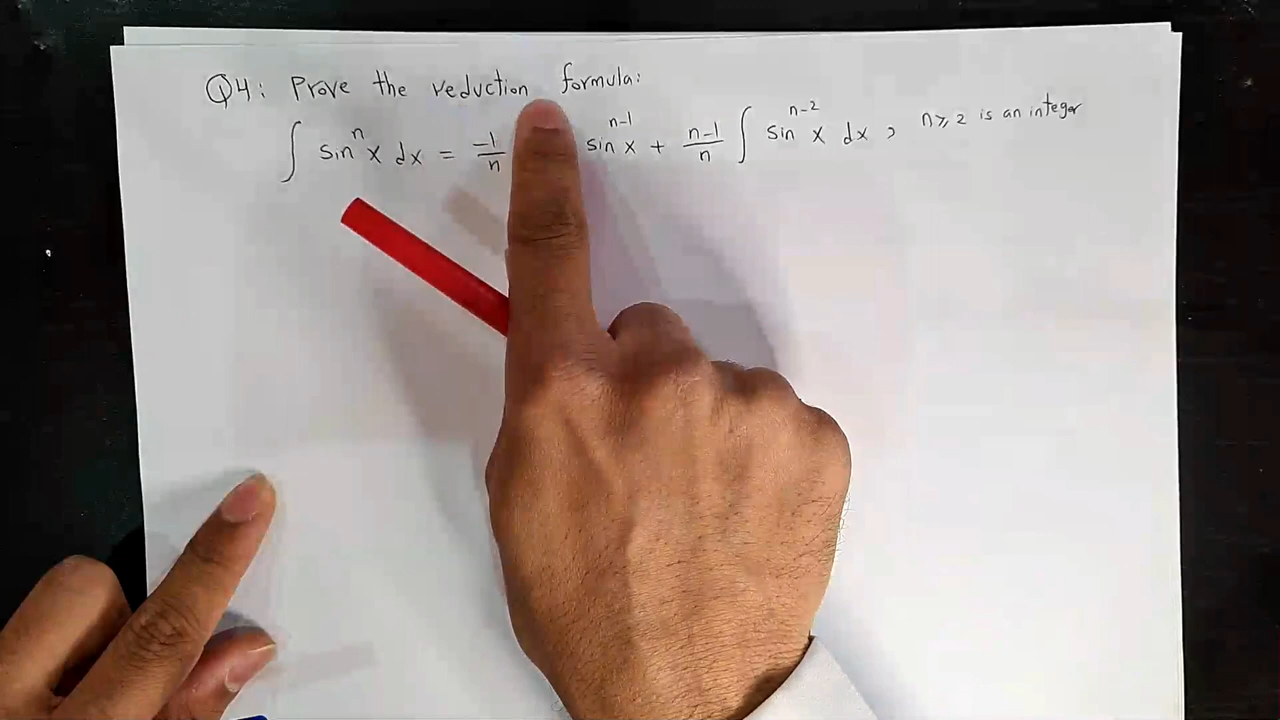 Q4: Prove the reduction formula:
∫ sinⁿ x dx = -1/n sinⁿ⁻¹ x + n-1/n ∫ sinⁿ⁻² x dx , n ⩾ 2 is an integer